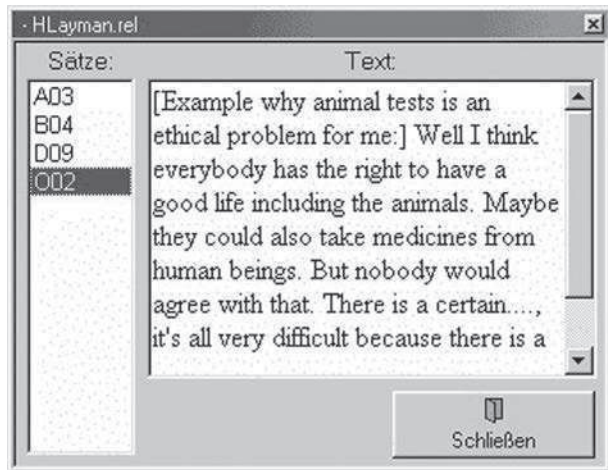 - HLayman.rel
Sätze:
Text:
A03
B04
D09
O02
[Example why animal tests is an
ethical problem for me:] Well I think
everybody has the right to have a
good life including the animals. Maybe
they could also take medicines from
human beings. But nobody would
agree with that. There is a certain....,
it's all very difficult because there is a
Schließen